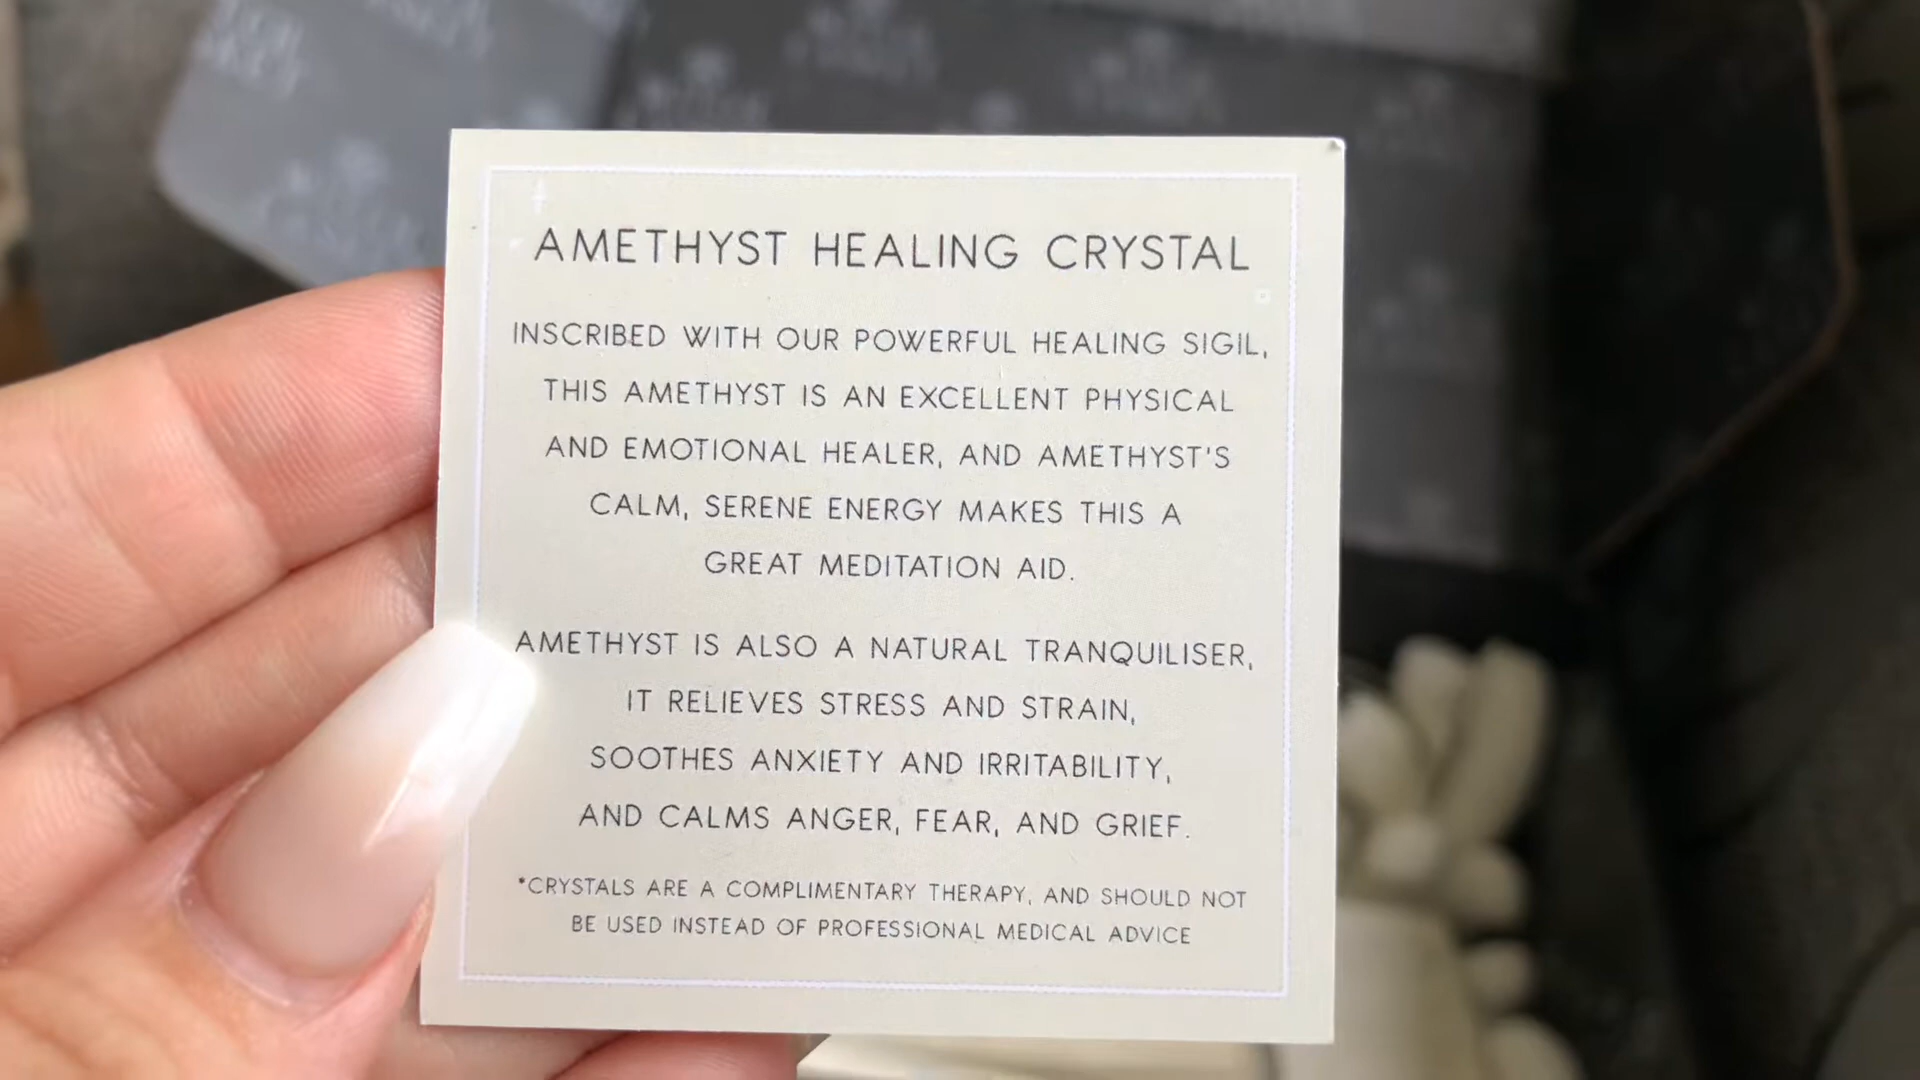 AMETHYST HEALING CRYSTAL
INSCRIBED WITH OUR POWERFUL HEALING SIGIL,
THIS AMETHYST IS AN EXCELLENT PHYSICAL
AND EMOTIONAL HEALER, AND AMETHYST'S
CALM, SERENE ENERGY MAKES THIS A
GREAT MEDITATION AID.
AMETHYST IS ALSO A NATURAL TRANQUILISER,
IT RELIEVES STRESS AND STRAIN,
SOOTHES ANXIETY AND IRRITABILITY,
AND CALMS ANGER, FEAR, AND GRIEF.
*CRYSTALS ARE A COMPLIMENTARY THERAPY, AND SHOULD NOT
BE USED INSTEAD OF PROFESSIONAL MEDICAL ADVICE